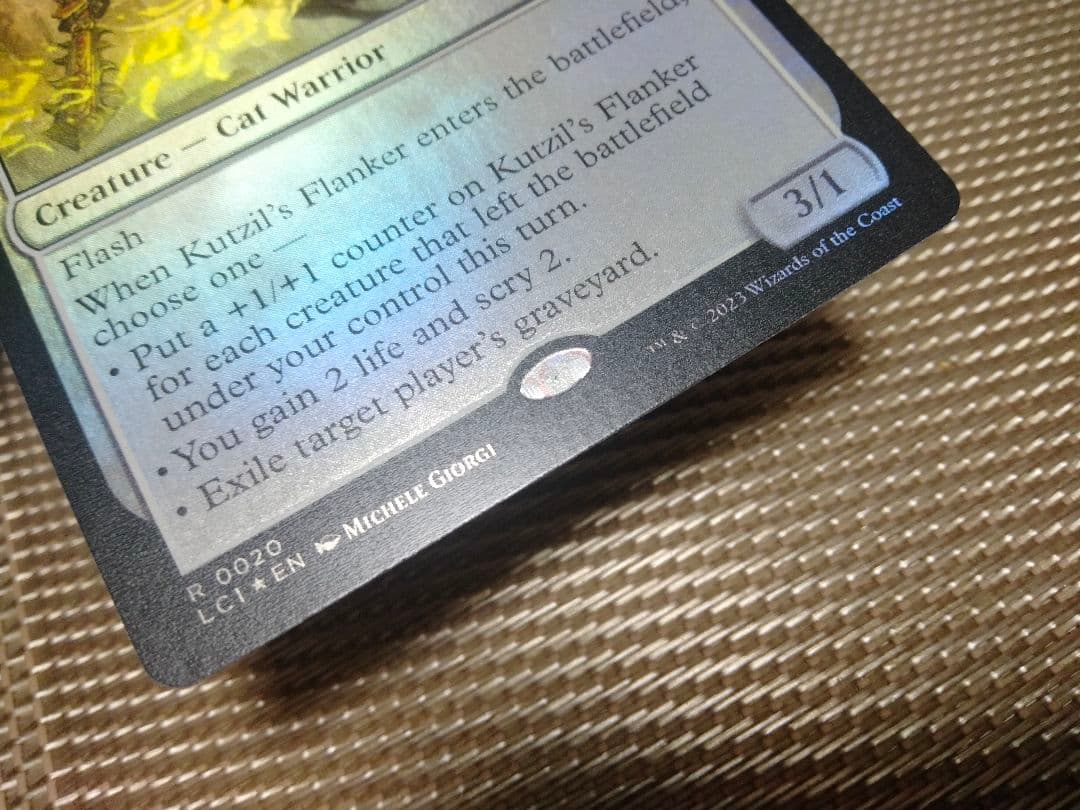 Creature — Cat Warrior
Flash
When Kutzil's Flanker enters the battlefield,
choose one —
• Put a +1/+1 counter on Kutzil's Flanker
for each creature that left the battlefield
under your control this turn.
• You gain 2 life and scry 2.
• Exile target player's graveyard.
3/1
R 0020
LCI ★ EN MICHELE GIORGI
™ & © 2023 Wizards of the Coast